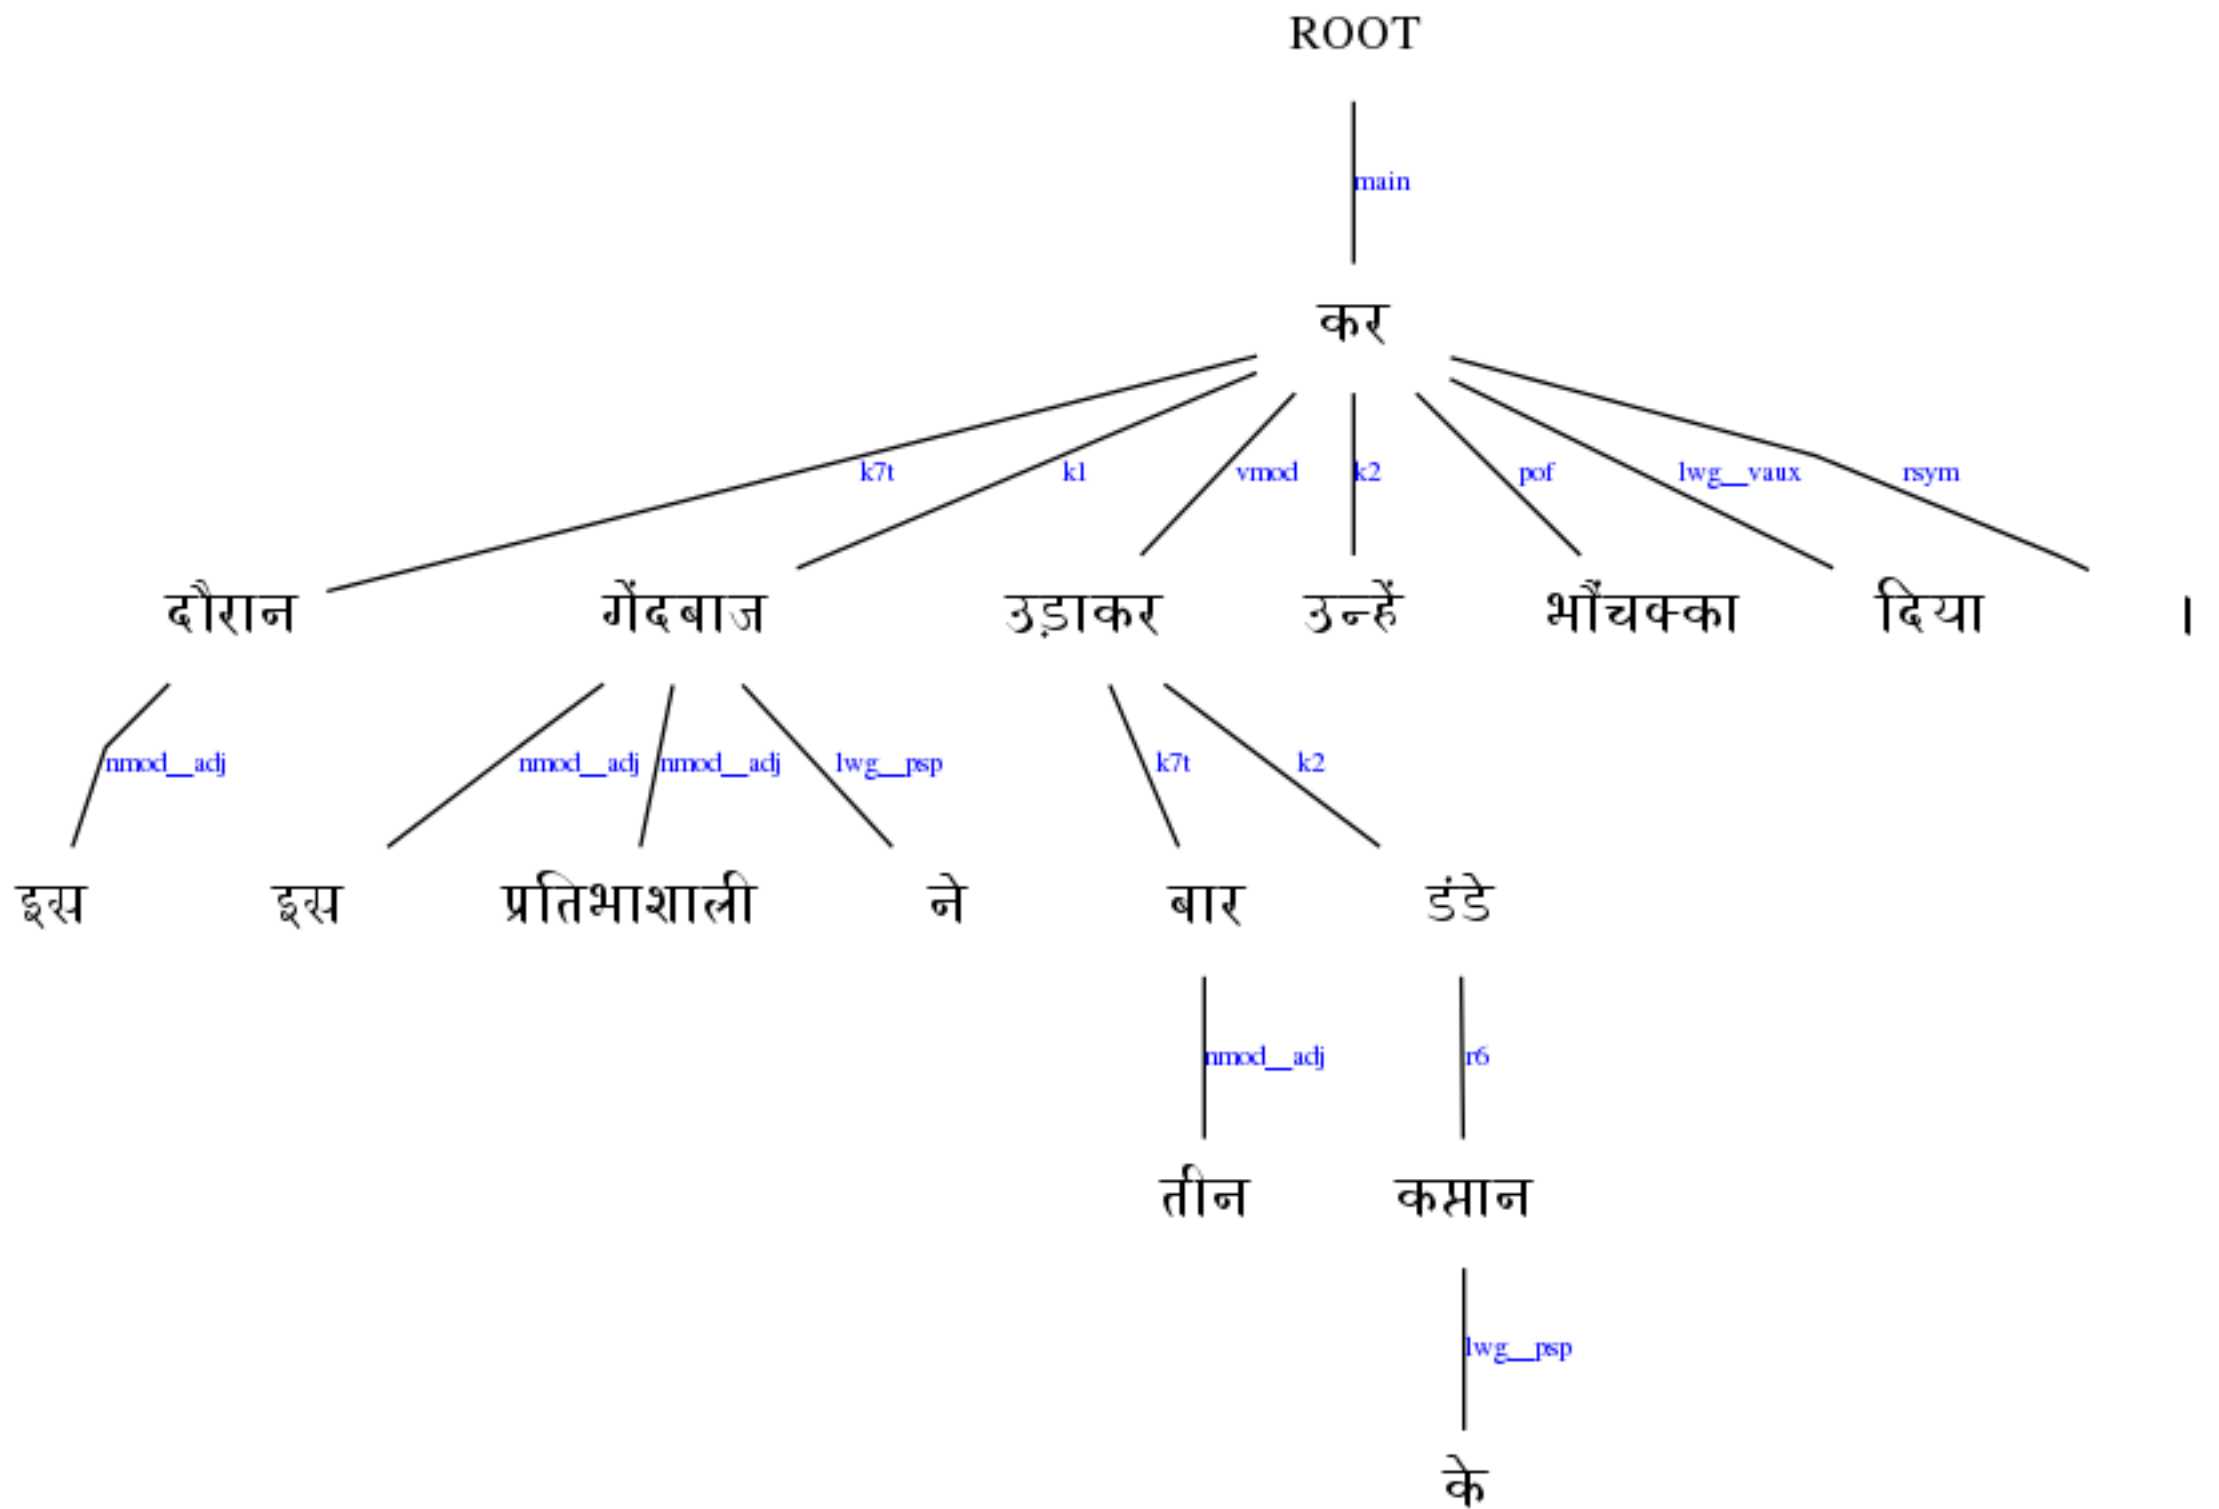 ROOT
main
कर
k7t k1 vmod k2 pof lwg__vaux rsym
दौरान गेंदबाज उड़ाकर उन्हें भौंचक्का दिया ।
nmod__adj nmod__adj nmod__adj lwg__psp k7t k2
इस इस प्रतिभाशाली ने बार डंडे
nmod__adj r6
तीन कप्तान
lwg__psp
के